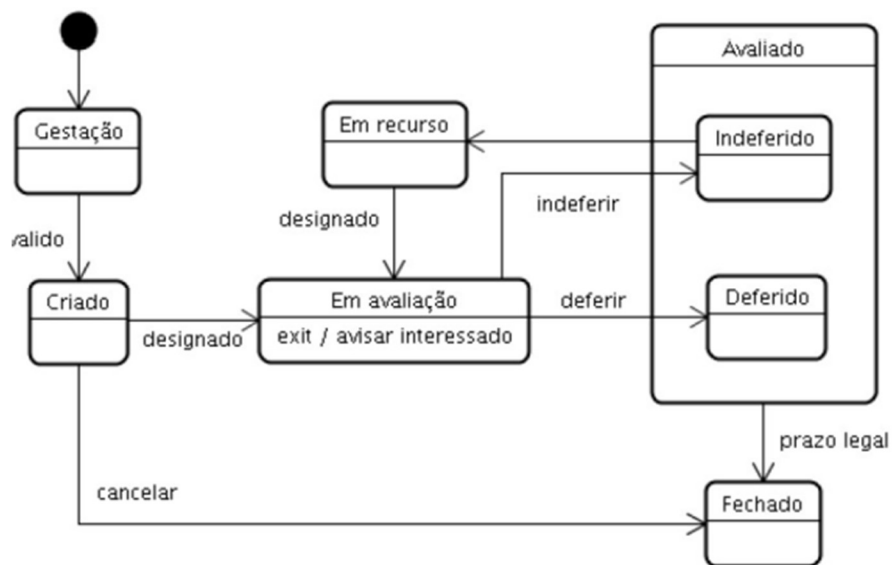 Avaliado
Gestação
Em recurso
Indeferido
designado
indeferir
valido
Criado
Em avaliação
deferir
Deferido
designado
exit / avisar interessado
prazo legal
cancelar
Fechado